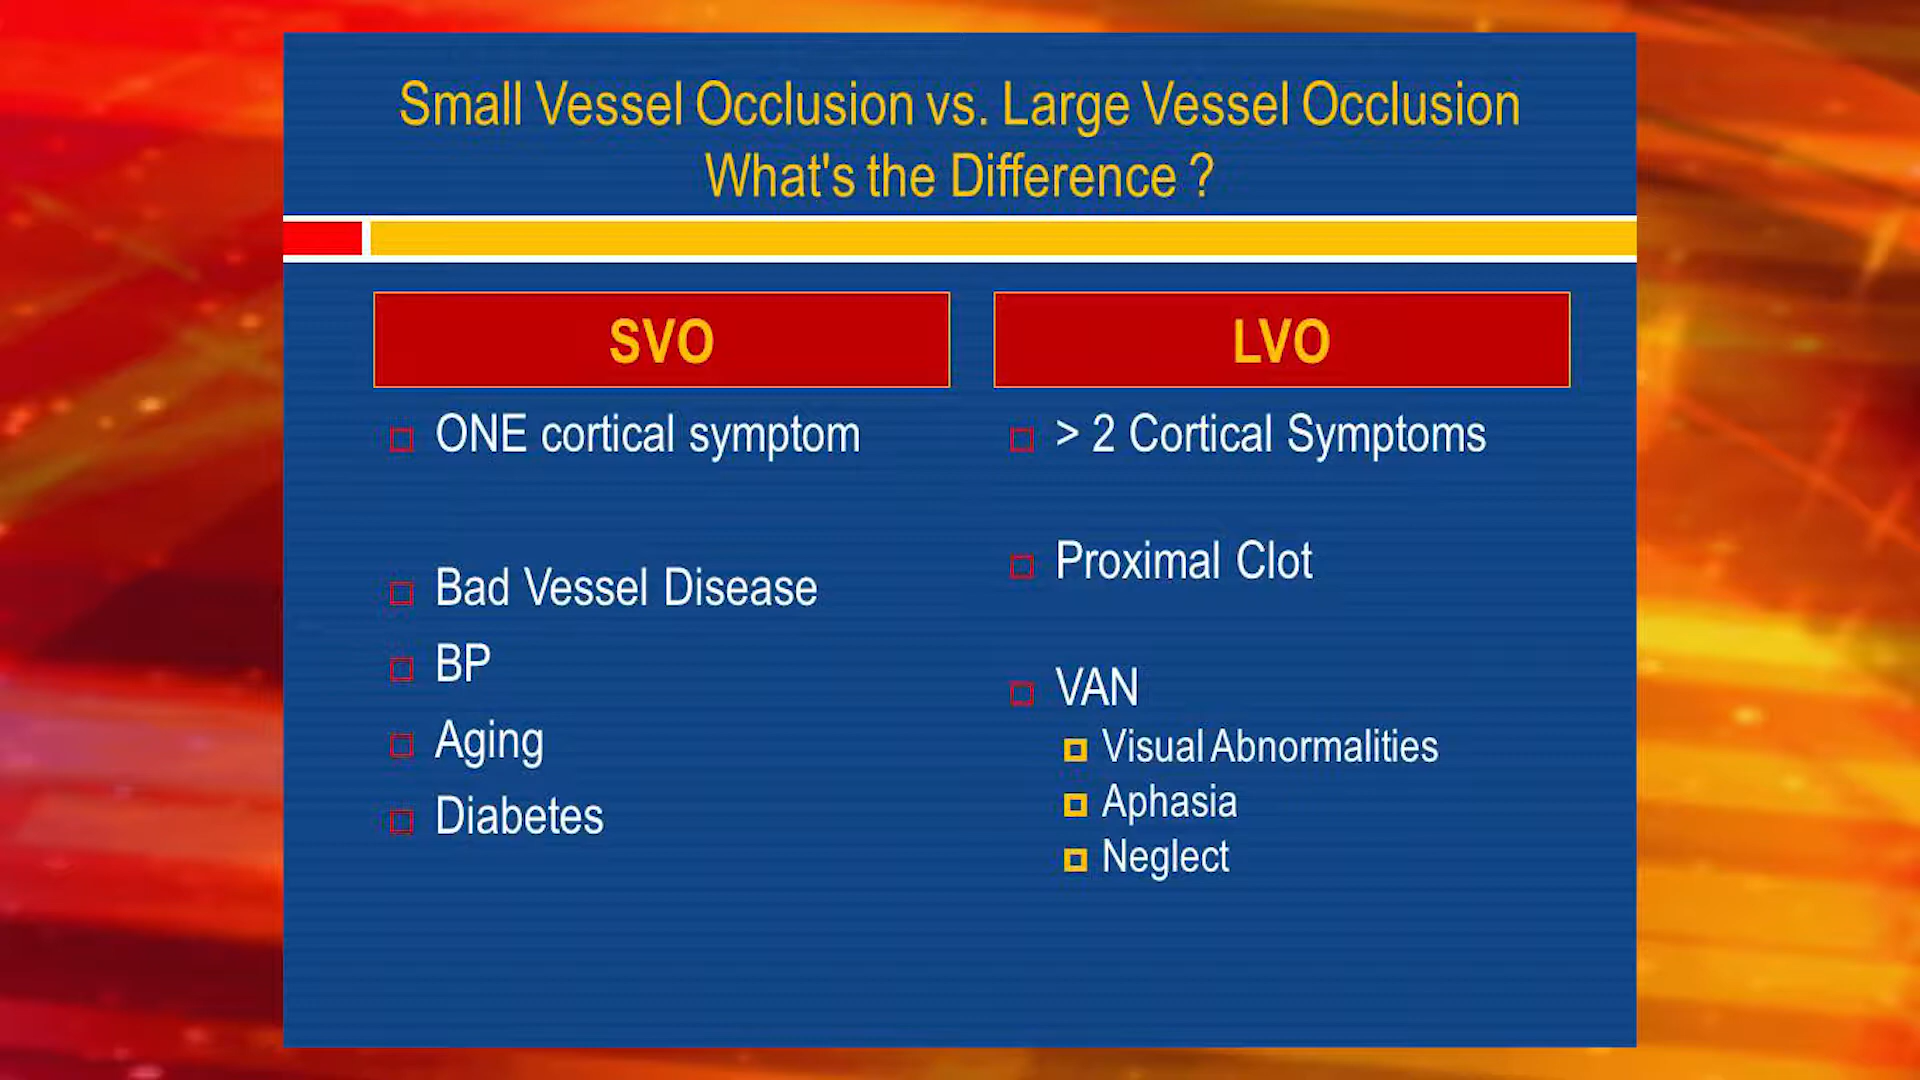 Small Vessel Occlusion vs. Large Vessel Occlusion
What's the Difference ?
SVO
ONE cortical symptom
Bad Vessel Disease
BP
Aging
Diabetes
LVO
> 2 Cortical Symptoms
Proximal Clot
VAN
Visual Abnormalities
Aphasia
Neglect